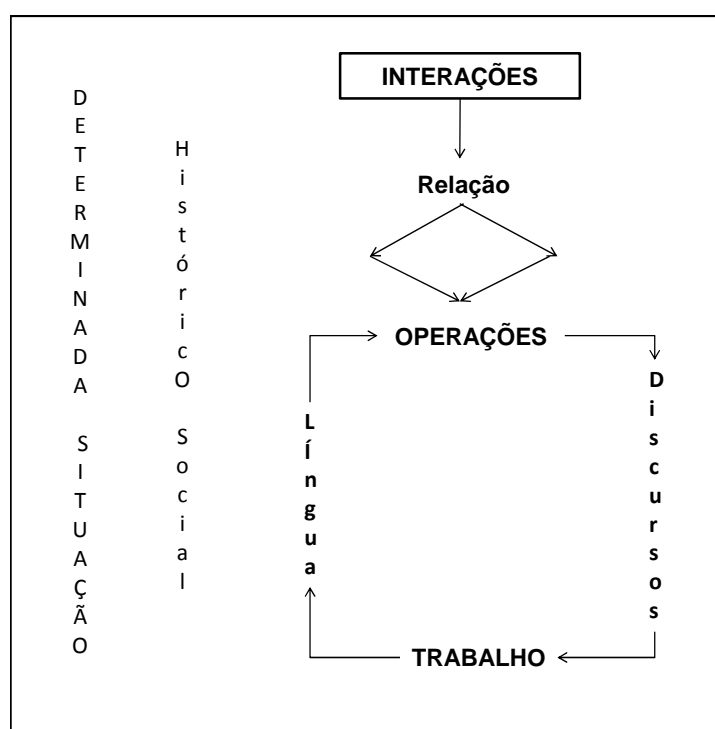 DETERMINADA SITUAÇÃO
HistóricO Social
INTERAÇÕES
Relação
OPERAÇÕES
LÍngua
Discursos
TRABALHO